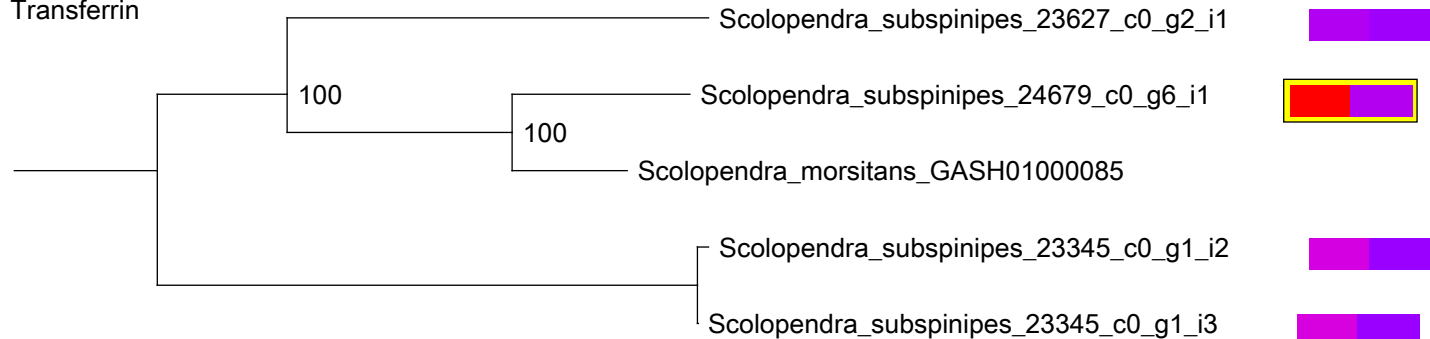 Transferrin
Scolopendra_subspinipes_23627_c0_g2_i1
100
Scolopendra_subspinipes_24679_c0_g6_i1
100
Scolopendra_morsitans_GASH01000085
Scolopendra_subspinipes_23345_c0_g1_i2
Scolopendra_subspinipes_23345_c0_g1_i3